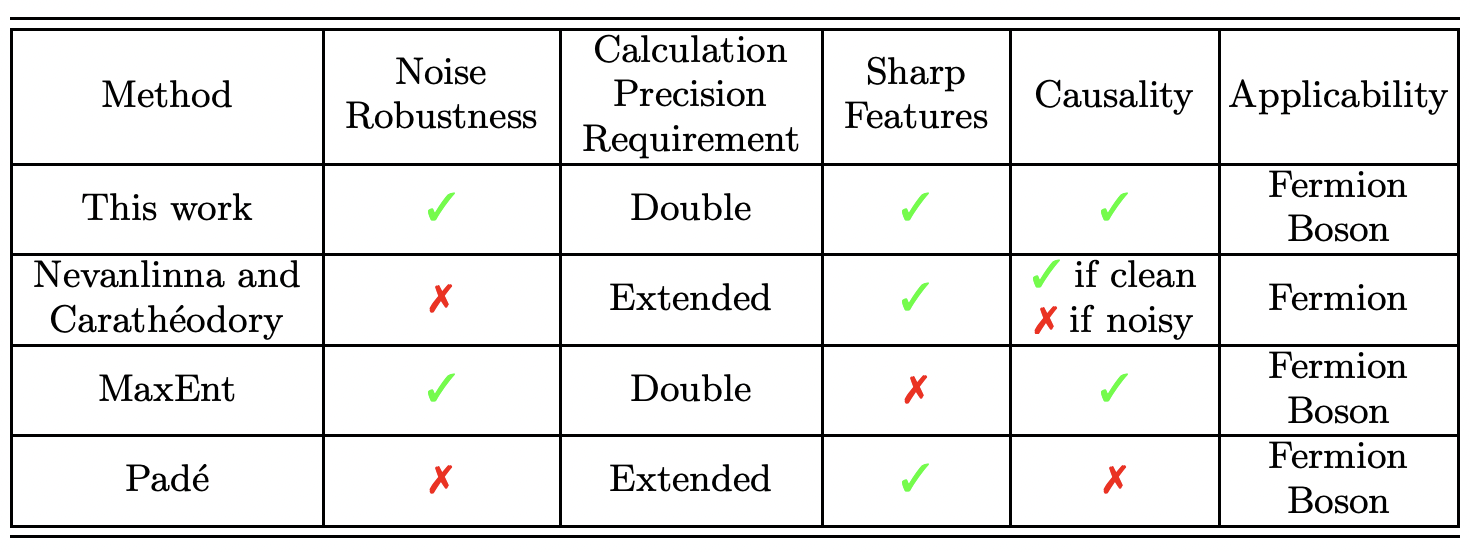 Method
Noise
Robustness
Calculation
Precision
Requirement
Sharp
Features
Causality
Applicability
This work
✓
Double
✓
✓
Fermion
Boson
Nevanlinna and
Carathéodory
✗
Extended
✓
✓ if clean
✗ if noisy
Fermion
MaxEnt
✓
Double
✗
✓
Fermion
Boson
Padé
✗
Extended
✓
✗
Fermion
Boson